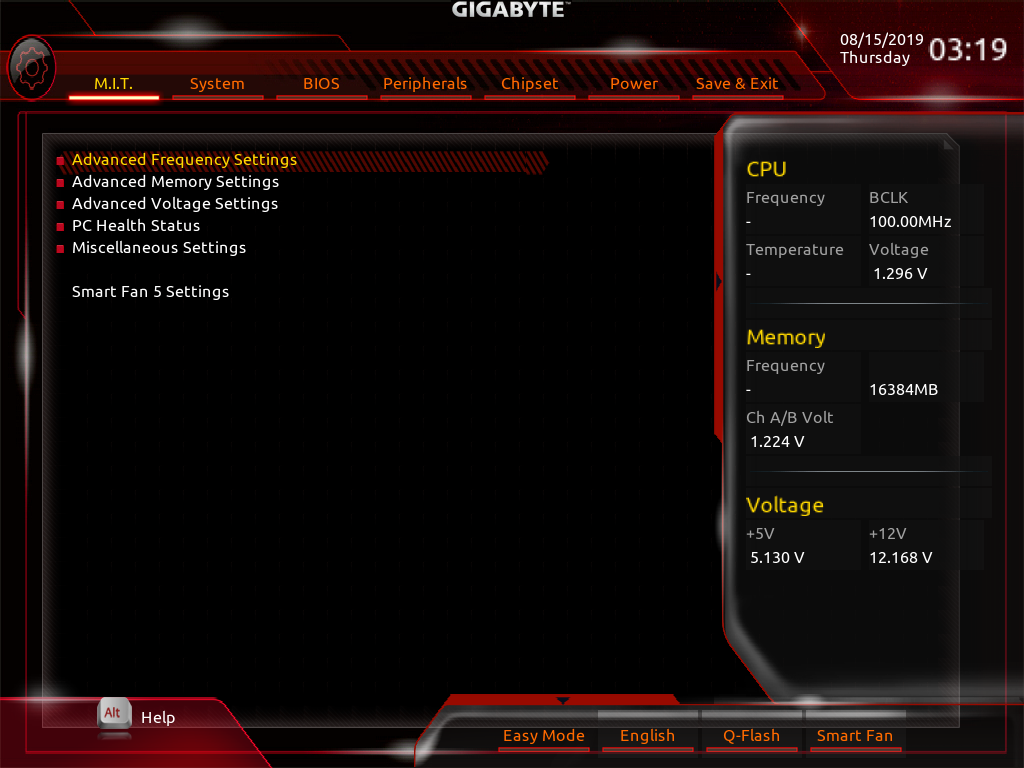 GIGABYTE™
08/15/2019
Thursday
03:19
M.I.T. System BIOS Peripherals Chipset Power Save & Exit
Advanced Frequency Settings
Advanced Memory Settings
Advanced Voltage Settings
PC Health Status
Miscellaneous Settings
Smart Fan 5 Settings
CPU
Frequency BCLK
- 100.00MHz
Temperature Voltage
- 1.296 V
Memory
Frequency
- 16384MB
Ch A/B Volt
1.224 V
Voltage
+5V +12V
5.130 V 12.168 V
Alt Help
Easy Mode English Q-Flash Smart Fan